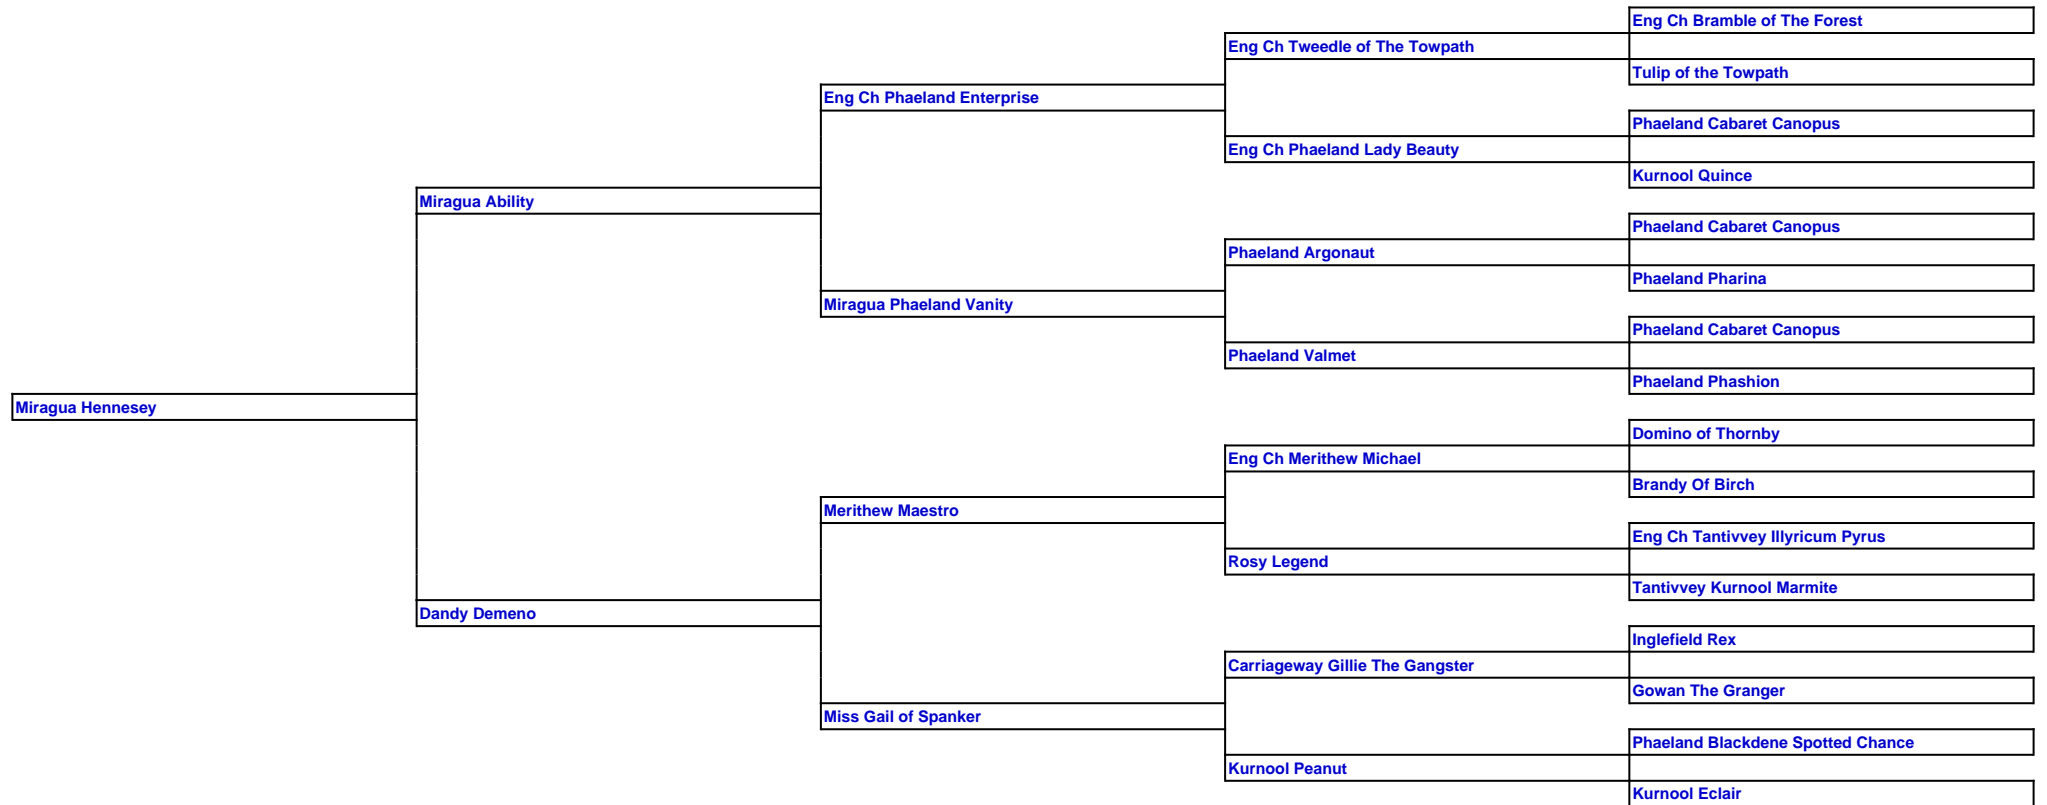 Eng Ch Bramble of The Forest
Eng Ch Tweedle of The Towpath
Tulip of the Towpath
Eng Ch Phaeland Enterprise
Phaeland Cabaret Canopus
Eng Ch Phaeland Lady Beauty
Kurnool Quince
Miragua Ability
Phaeland Cabaret Canopus
Phaeland Argonaut
Phaeland Pharina
Miragua Phaeland Vanity
Phaeland Cabaret Canopus
Phaeland Valmet
Phaeland Phashion
Miragua Hennesey
Domino of Thornby
Eng Ch Merithew Michael
Brandy Of Birch
Merithew Maestro
Eng Ch Tantivvey Illyricum Pyrus
Rosy Legend
Tantivvey Kurnool Marmite
Dandy Demeno
Inglefield Rex
Carriageway Gillie The Gangster
Gowan The Granger
Miss Gail of Spanker
Phaeland Blackdene Spotted Chance
Kurnool Peanut
Kurnool Eclair